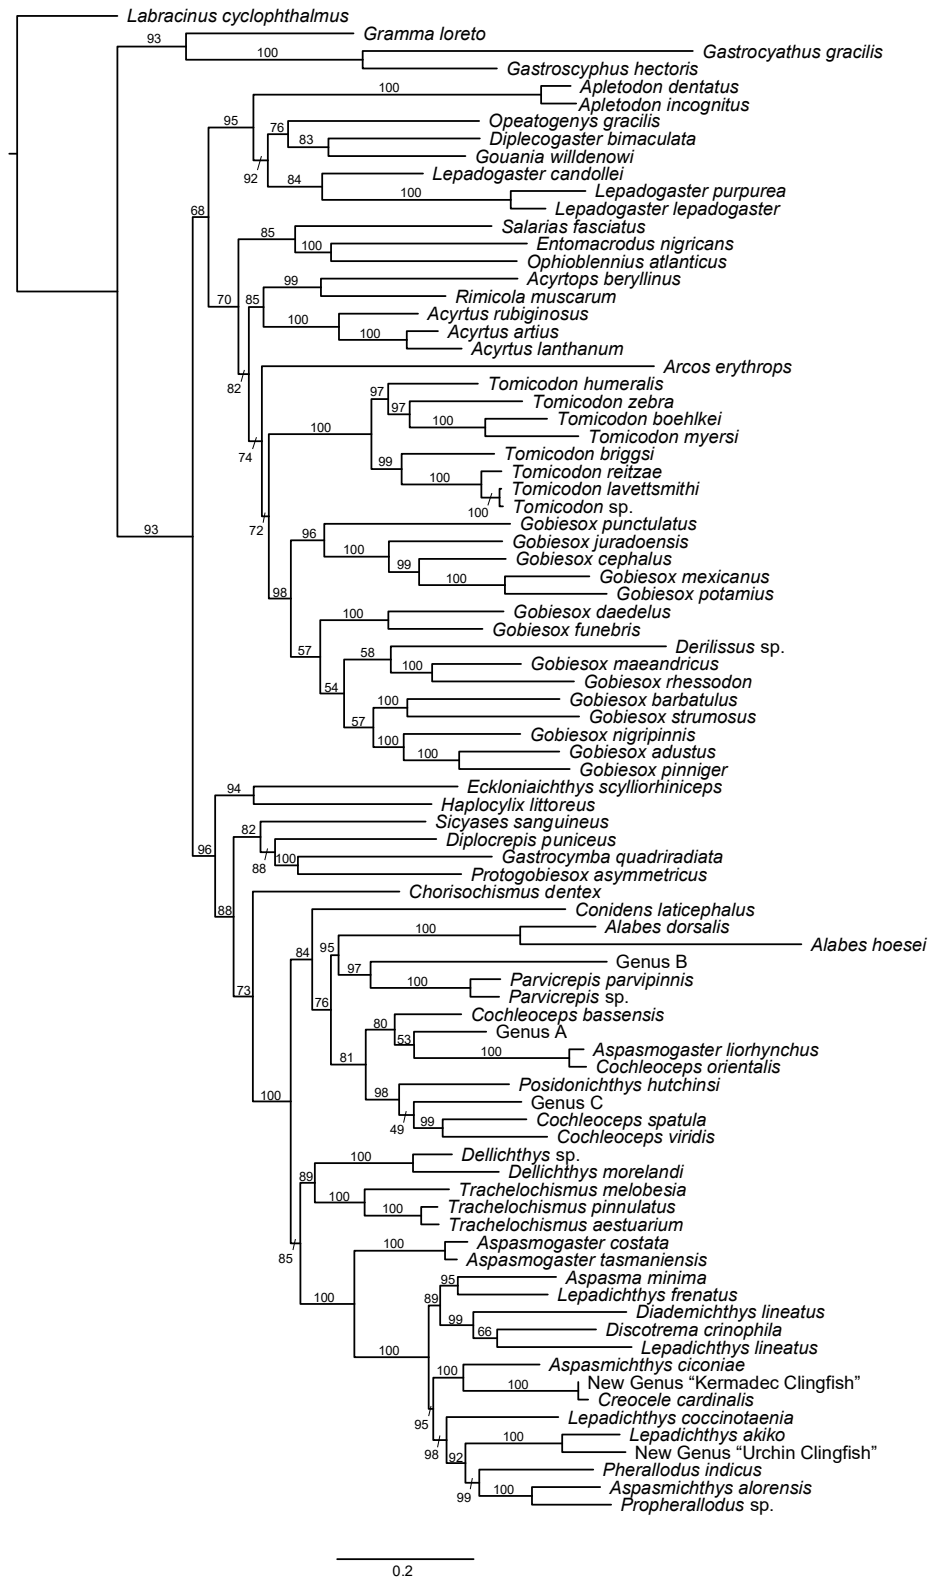 Labracinus cyclophthalmus
93
Gramma loreto
100
Gastrocyathus gracilis
Gastroscyphus hectoris
100
Apletodon dentatus
Apletodon incognitus
95
76
Opeatogenys gracilis
83
Diplecogaster bimaculata
Gouania willdenowi
92
84
Lepadogaster candollei
100
Lepadogaster purpurea
Lepadogaster lepadogaster
68
85
Salarias fasciatus
100
Entomacrodus nigricans
Ophioblennius atlanticus
70
85
99
Acyrtops beryllinus
Rimicola muscarum
100
Acyrtus rubiginosus
100
Acyrtus artius
Acyrtus lanthanum
82
Arcos erythrops
74
100
97
Tomicodon humeralis
97
Tomicodon zebra
100
Tomicodon boehlkei
Tomicodon myersi
99
Tomicodon briggsi
100
Tomicodon reitzae
100
Tomicodon lavettsmithi
Tomicodon sp.
72
96
Gobiesox punctulatus
100
Gobiesox juradoensis
99
Gobiesox cephalus
100
Gobiesox mexicanus
Gobiesox potamius
98
100
Gobiesox daedelus
Gobiesox funebris
57
58
Derilissus sp.
100
Gobiesox maeandricus
Gobiesox rhessodon
54
100
Gobiesox barbatulus
Gobiesox strumosus
57
100
Gobiesox nigripinnis
100
Gobiesox adustus
Gobiesox pinniger
93
94
Eckloniaichthys scylliorhiniceps
Haplocylix littoreus
96
82
Sicyases sanguineus
88
Diplocrepis puniceus
100
Gastrocymba quadriradiata
Protogobiesox asymmetricus
88
Chorisochismus dentex
73
84
Conidens laticephalus
95
100
Alabes dorsalis
Alabes hoesei
97
Genus B
100
Parvicrepis parvipinnis
Parvicrepis sp.
76
80
Cochleoceps bassensis
53
Genus A
100
Aspasmogaster liorhynchus
Cochleoceps orientalis
81
98
Posidonichthys hutchinsi
49
Genus C
99
Cochleoceps spatula
Cochleoceps viridis
100
89
100
Dellichthys sp.
Dellichthys morelandi
100
Trachelochismus melobesia
100
Trachelochismus pinnulatus
Trachelochismus aestuarium
85
100
100
Aspasmogaster costata
Aspasmogaster tasmaniensis
89
95
Aspasma minima
Lepadichthys frenatus
99
Diademichthys lineatus
66
Discotrema crinophila
Lepadichthys lineatus
100
100
Aspasmichthys ciconiae
100
New Genus “Kermadec Clingfish”
Creocele cardinalis
95
Lepadichthys coccinotaenia
98
92
100
Lepadichthys akiko
New Genus “Urchin Clingfish”
99
Pherallodus indicus
100
Aspasmichthys alorensis
Propherallodus sp.
0.2